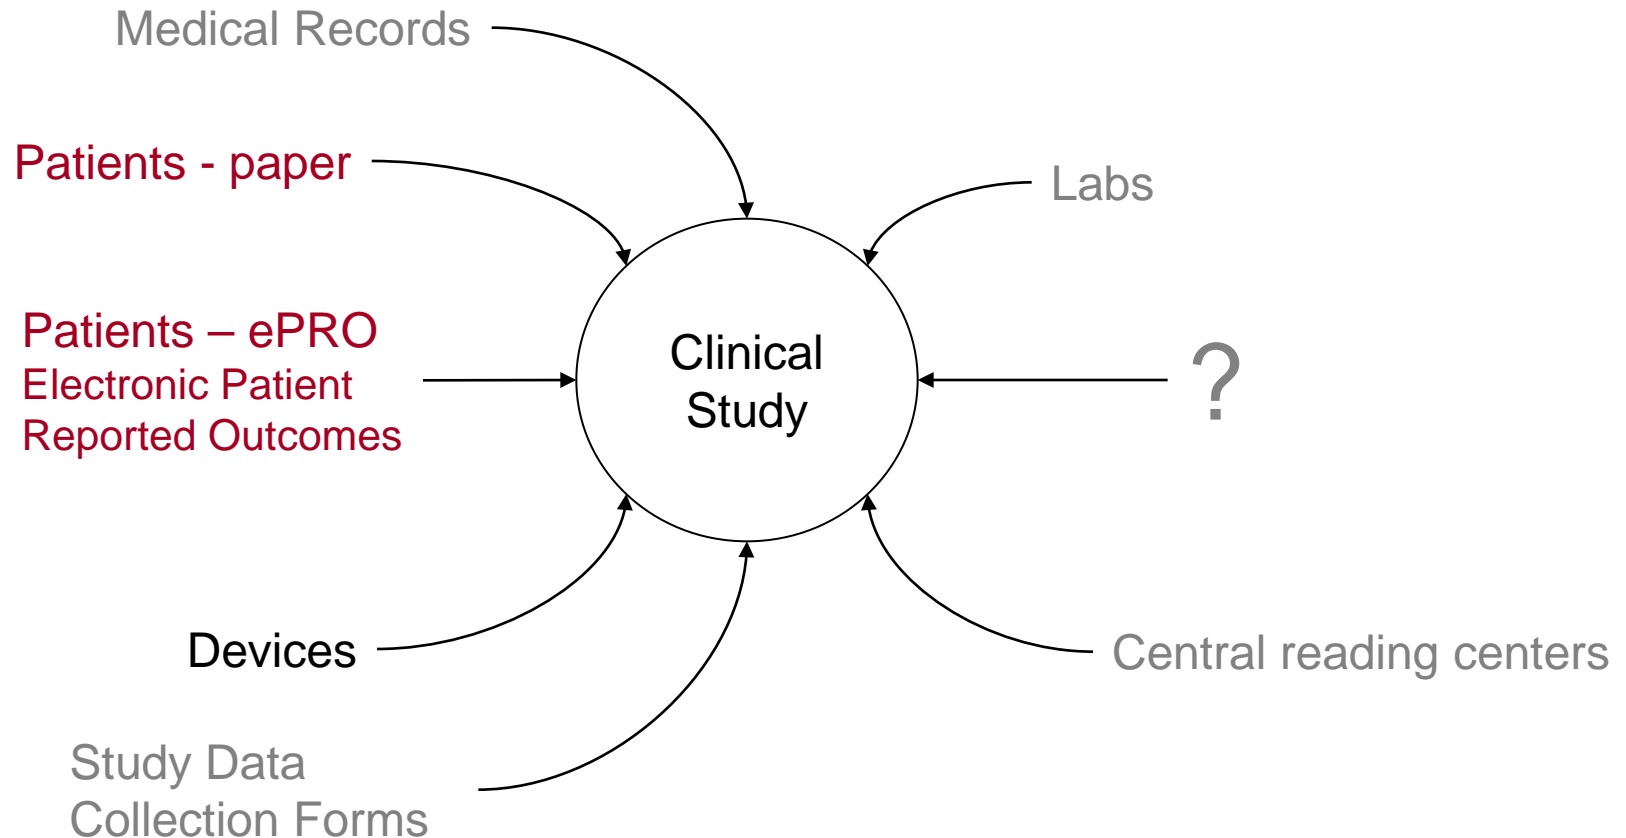 Medical Records
Patients - paper
Labs
Patients – ePRO
Electronic Patient
Reported Outcomes
Clinical
Study
?
Devices
Central reading centers
Study Data
Collection Forms